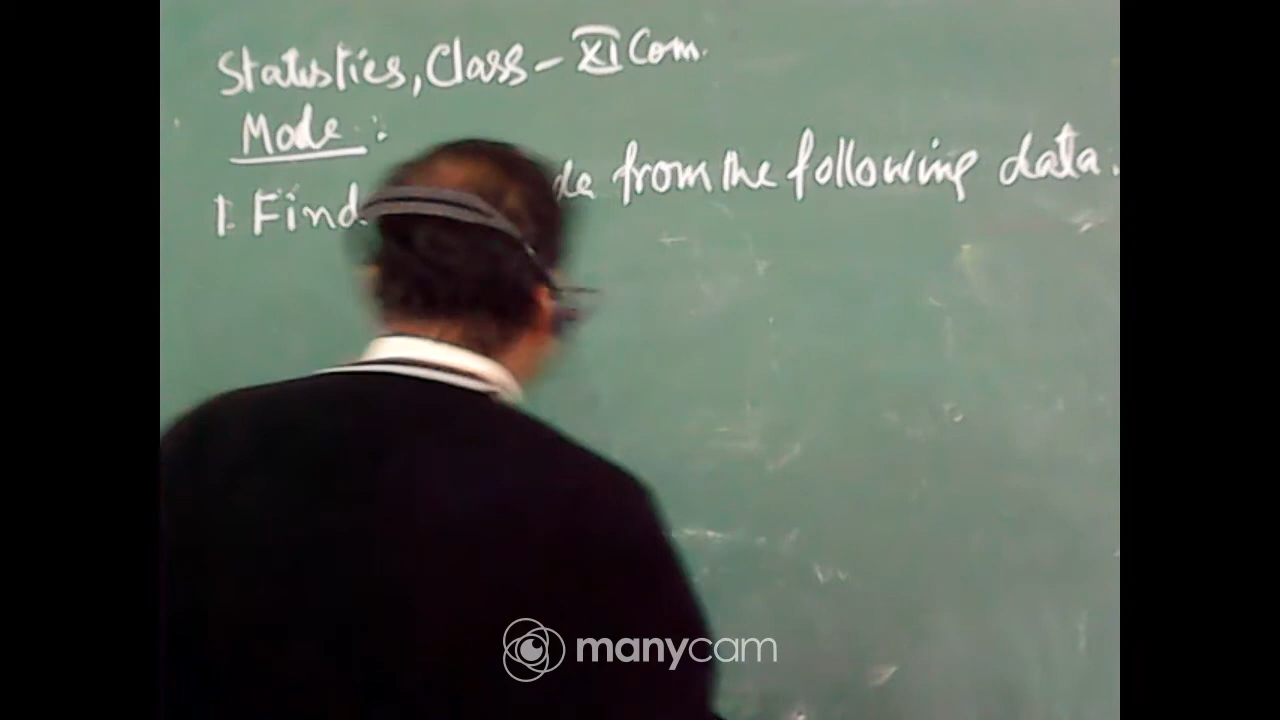 Statistics, Class - XI Com.
Mode :
1. Find de from the following data.
manycam